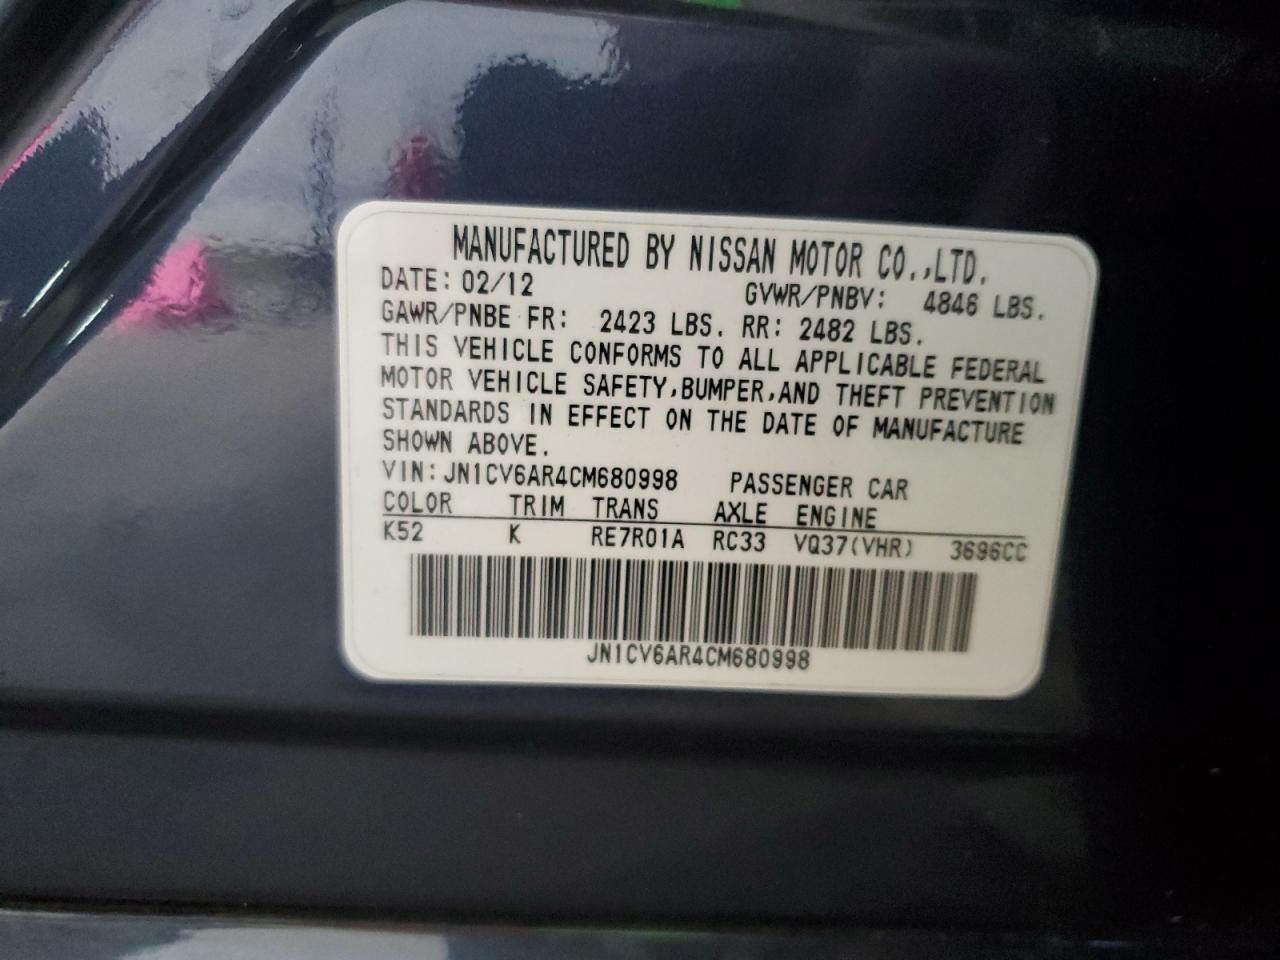 MANUFACTURED BY NISSAN MOTOR CO.,LTD.
DATE: 02/12 GVWR/PNBV: 4846 LBS.
GAWR/PNBE FR: 2423 LBS. RR: 2482 LBS.
THIS VEHICLE CONFORMS TO ALL APPLICABLE FEDERAL
MOTOR VEHICLE SAFETY,BUMPER,AND THEFT PREVENTION
STANDARDS IN EFFECT ON THE DATE OF MANUFACTURE
SHOWN ABOVE.
VIN: JN1CV6AR4CM680998 PASSENGER CAR
COLOR TRIM TRANS AXLE ENGINE
K52 K RE7R01A RC33 VQ37(VHR) 3696CC
JN1CV6AR4CM680998